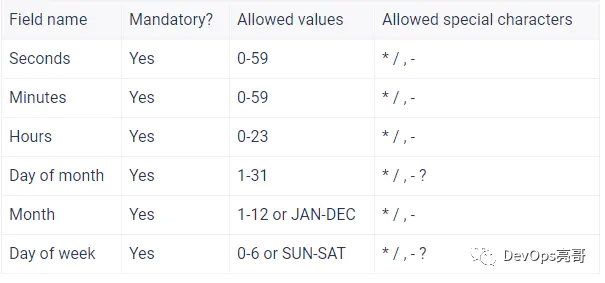 Field name Mandatory? Allowed values Allowed special characters
Seconds Yes 0-59 * / , -
Minutes Yes 0-59 * / , -
Hours Yes 0-23 * / , -
Day of month Yes 1-31 * / , - ?
Month Yes 1-12 or JAN-DEC * / , -
Day of week Yes 0-6 or SUN-SAT * / , - ?
DevOps亮哥